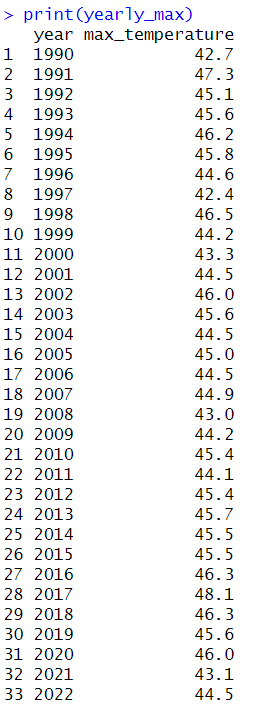 > print(yearly_max)
year max_temperature
1 1990 42.7
2 1991 47.3
3 1992 45.1
4 1993 45.6
5 1994 46.2
6 1995 45.8
7 1996 44.6
8 1997 42.4
9 1998 46.5
10 1999 44.2
11 2000 43.3
12 2001 44.5
13 2002 46.0
14 2003 45.6
15 2004 44.5
16 2005 45.0
17 2006 44.5
18 2007 44.9
19 2008 43.0
20 2009 44.2
21 2010 45.4
22 2011 44.1
23 2012 45.4
24 2013 45.7
25 2014 45.5
26 2015 45.5
27 2016 46.3
28 2017 48.1
29 2018 46.3
30 2019 45.6
31 2020 46.0
32 2021 43.1
33 2022 44.5